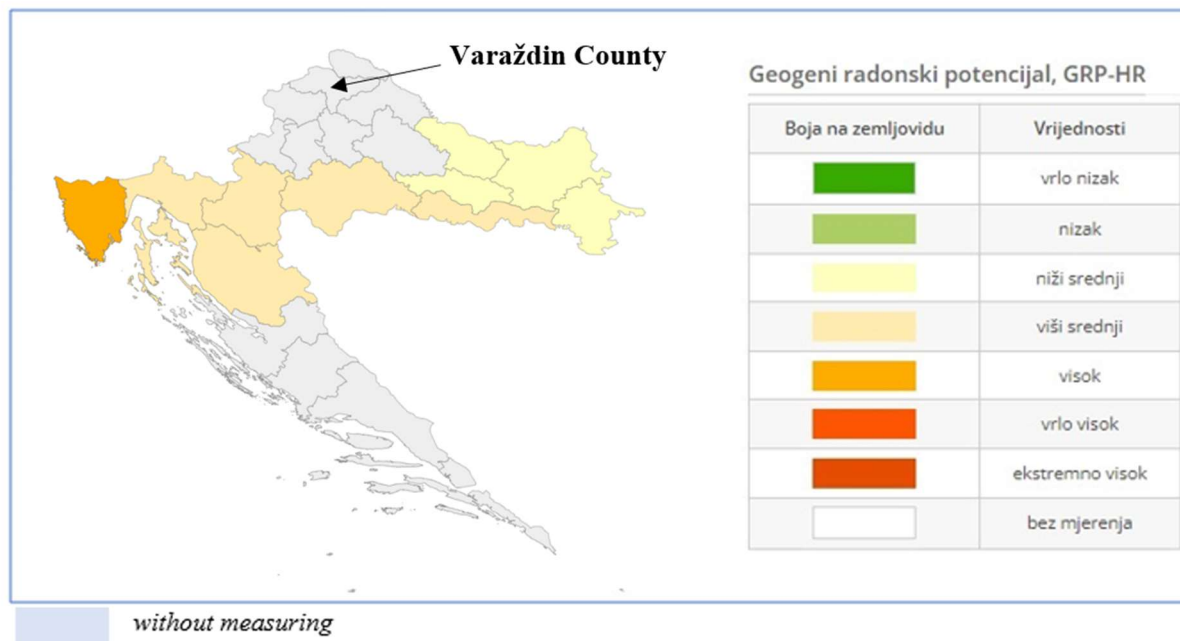 Varaždin County
Geogeni radonski potencijal, GRP-HR
Boja na zemljovidu Vrijednosti
vrlo nizak
nizak
niži srednji
viši srednji
visok
vrlo visok
ekstremno visok
bez mjerenja
without measuring